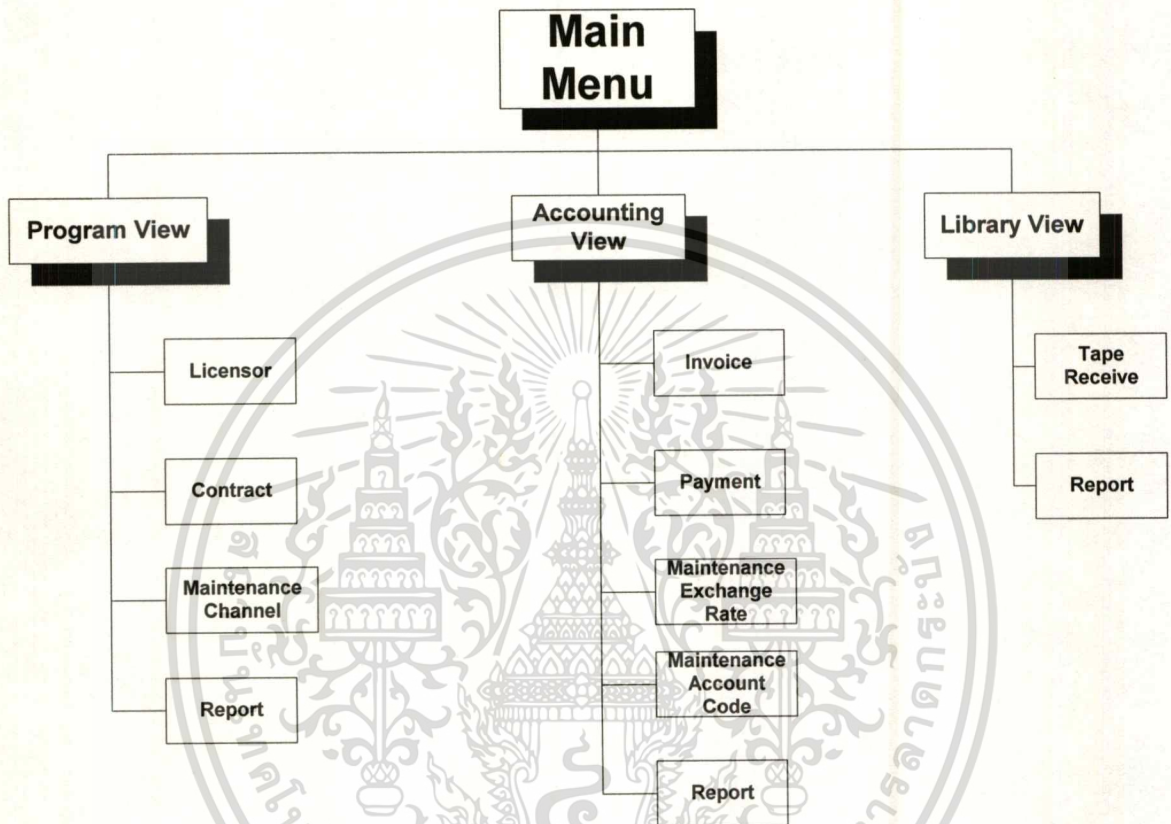 Main
Menu
Program View
Accounting
View
Library View
Licensor
Contract
Maintenance
Channel
Report
Invoice
Payment
Maintenance
Exchange
Rate
Maintenance
Account
Code
Report
Tape
Receive
Report